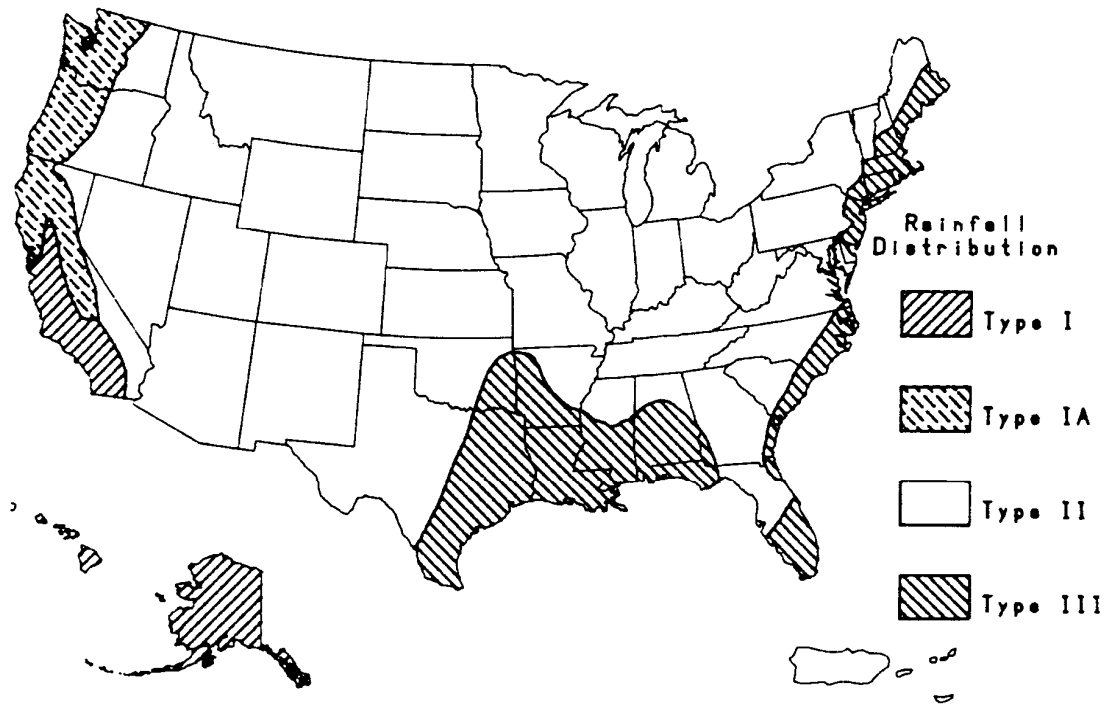 Rainfall
Distribution
Type I
Type IA
Type II
Type III